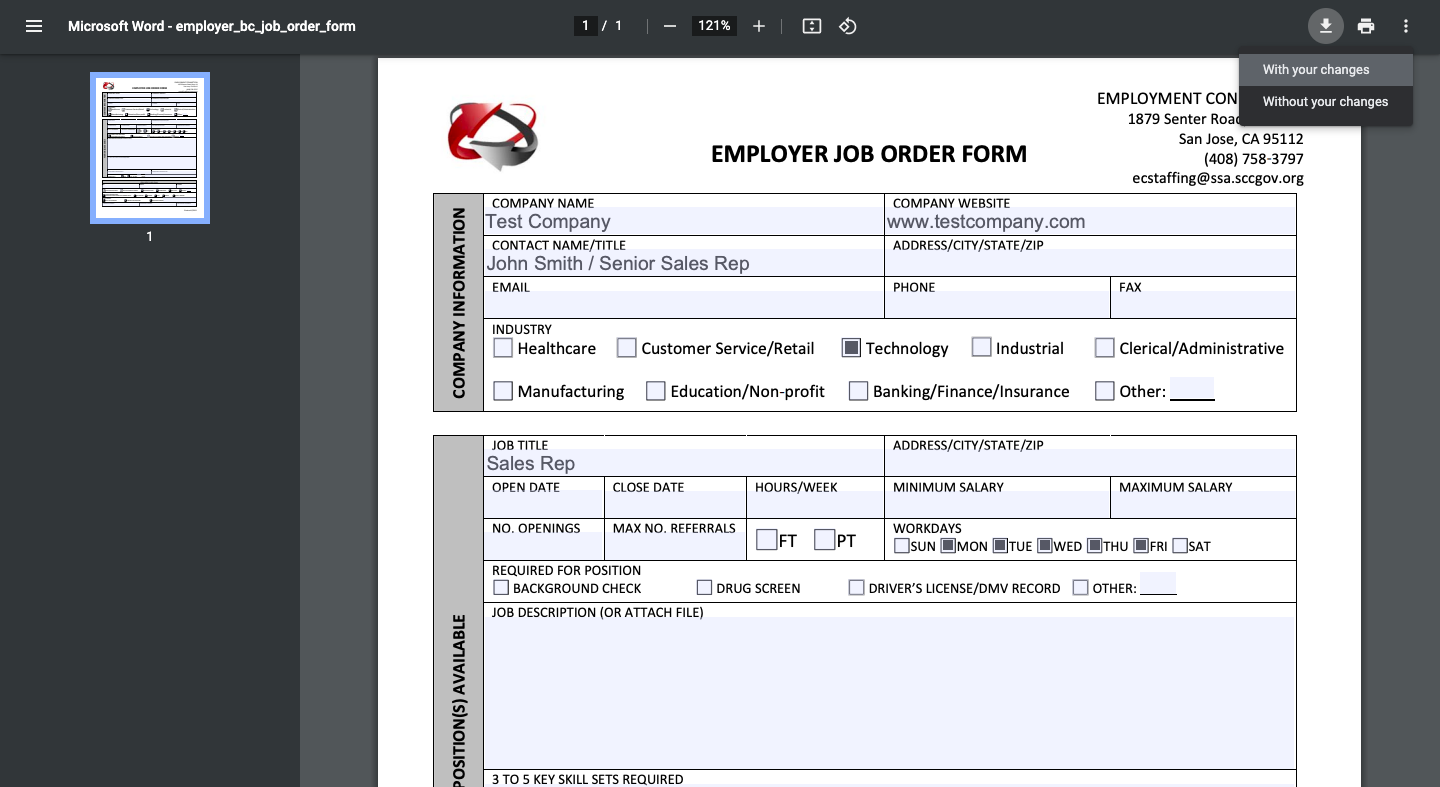 Microsoft Word - employer_bc_job_order_form
1 / 1
121%
With your changes
Without your changes
1
1879 Senter
San Jose, CA 95112
(408) 758-3797
ecstaffing@ssa.sccgov.org
EMPLOYMENT
EMPLOYER JOB ORDER FORM
COMPANY INFORMATION
COMPANY NAME
Test Company
COMPANY WEBSITE
www.testcompany.com
CONTACT NAME/TITLE
John Smith / Senior Sales Rep
ADDRESS/CITY/STATE/ZIP
EMAIL
PHONE
FAX
INDUSTRY
Healthcare Customer Service/Retail Technology Industrial Clerical/Administrative
Manufacturing Education/Non-profit Banking/Finance/Insurance Other:
POSITION(S) AVAILABLE
JOB TITLE
Sales Rep
ADDRESS/CITY/STATE/ZIP
OPEN DATE
CLOSE DATE
HOURS/WEEK
MINIMUM SALARY
MAXIMUM SALARY
NO. OPENINGS
MAX NO. REFERRALS
FT PT
WORKDAYS
SUN MON TUE WED THU FRI SAT
REQUIRED FOR POSITION
BACKGROUND CHECK DRUG SCREEN DRIVER'S LICENSE/DMV RECORD OTHER:
JOB DESCRIPTION (OR ATTACH FILE)
3 TO 5 KEY SKILL SETS REQUIRED